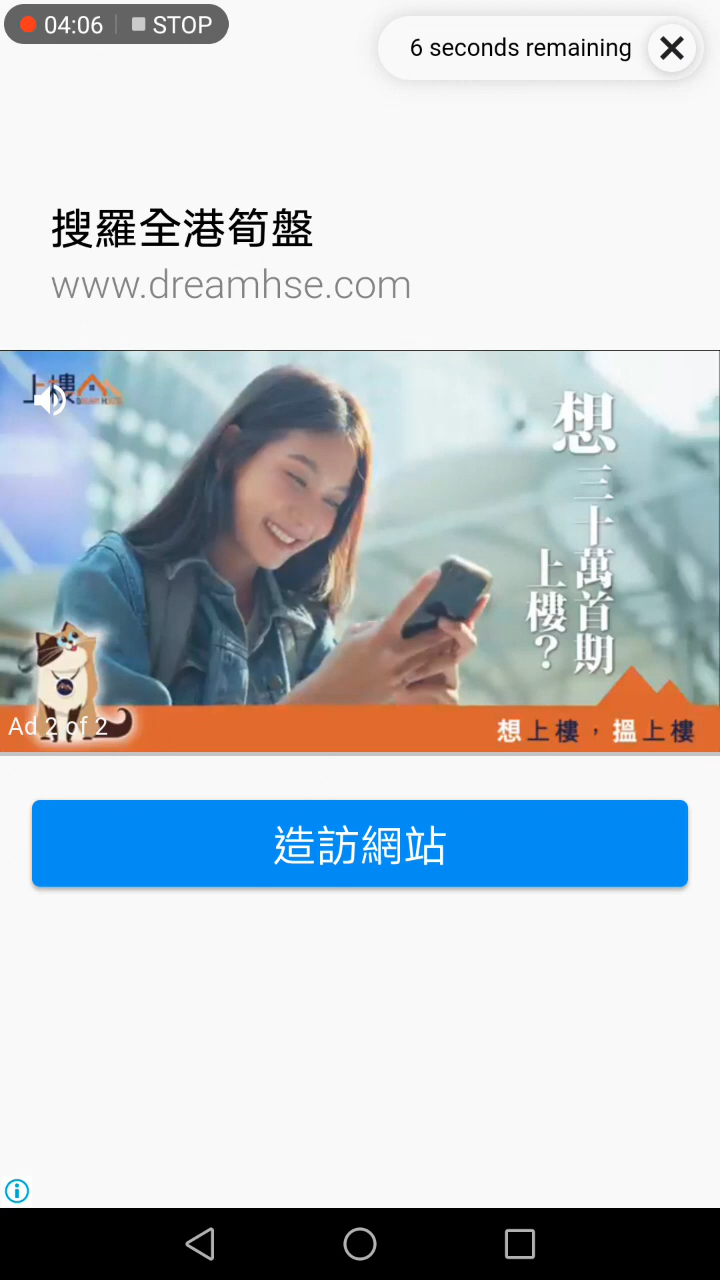 04:06
STOP
6 seconds remaining
搜羅全港筍盤
www.dreamhse.com
上樓
想
三十萬首期
上樓？
Ad 2 of 2
想上樓，搵上樓
造訪網站